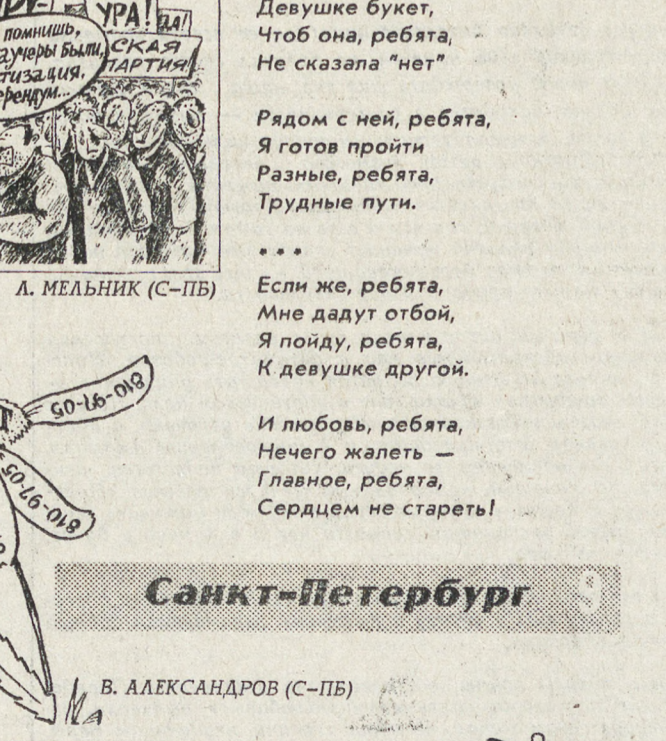 УРА!
ДА!
СКАЯ
ПАРТИЯ!
помнишь,
аучеры были,
тизация,
ерендум...
Л. МЕЛЬНИК (С-ПБ)
Девушке букет,
Чтоб она, ребята,
Не сказала "нет"
Рядом с ней, ребята,
Я готов пройти
Разные, ребята,
Трудные пути.
* * *
Если же, ребята,
Мне дадут отбой,
Я пойду, ребята,
К девушке другой.
И любовь, ребята,
Нечего жалеть —
Главное, ребята,
Сердцем не стареть!
810-97-05
810-97-05
Санкт-Петербург 9
В. АЛЕКСАНДРОВ (С-ПБ)